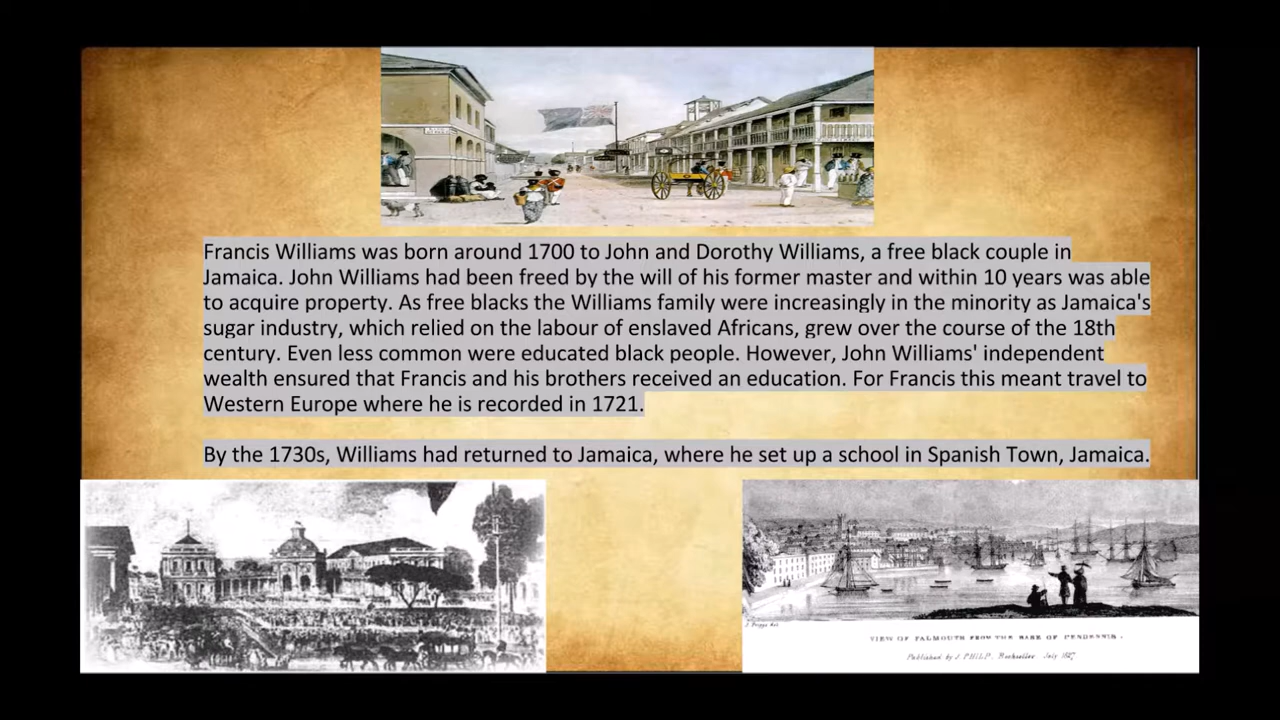 Francis Williams was born around 1700 to John and Dorothy Williams, a free black couple in
Jamaica. John Williams had been freed by the will of his former master and within 10 years was able
to acquire property. As free blacks the Williams family were increasingly in the minority as Jamaica's
sugar industry, which relied on the labour of enslaved Africans, grew over the course of the 18th
century. Even less common were educated black people. However, John Williams' independent
wealth ensured that Francis and his brothers received an education. For Francis this meant travel to
Western Europe where he is recorded in 1721.
By the 1730s, Williams had returned to Jamaica, where he set up a school in Spanish Town, Jamaica.
VIEW OF FALMOUTH FROM THE BASE OF PENDENNIS.
Published by J. PHILP. Bookseller. July 1827